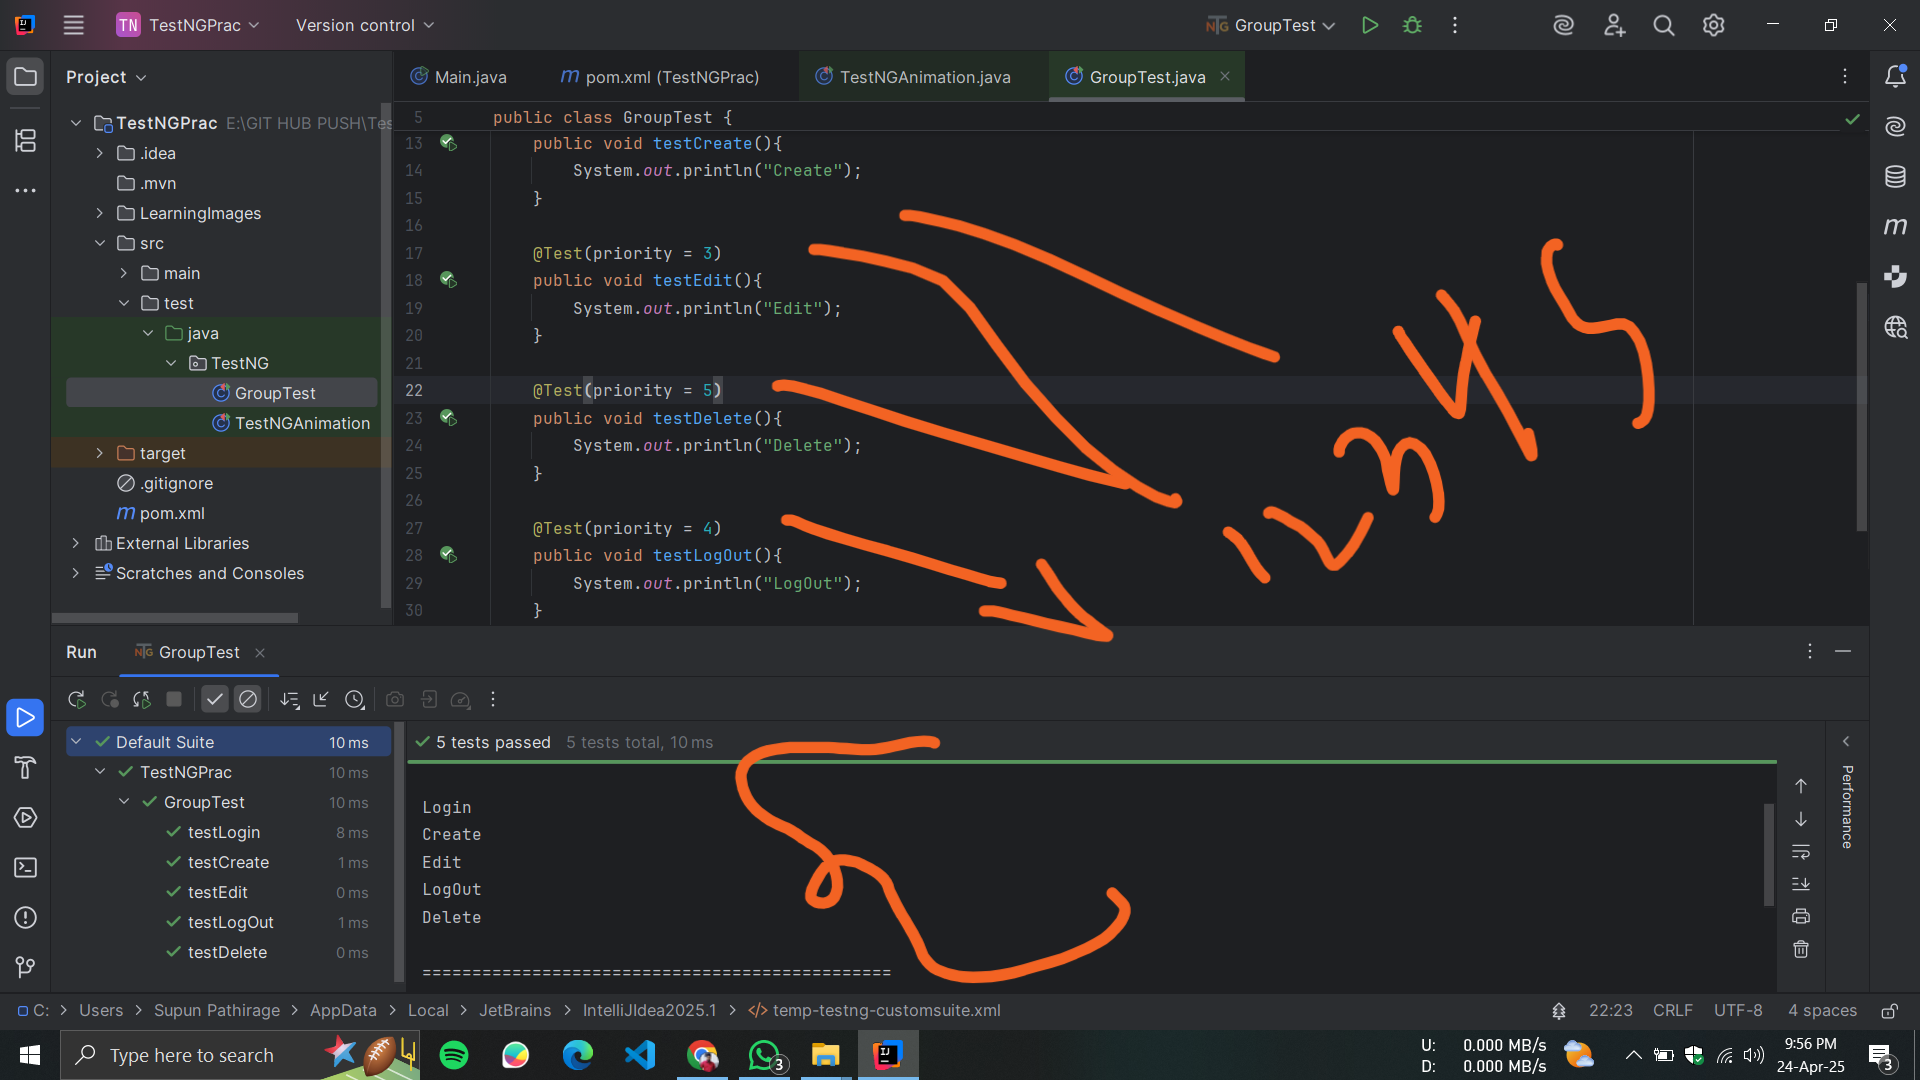 TN TestNGPrac Version control GroupTest
Project Main.java pom.xml (TestNGPrac) TestNGAnimation.java GroupTest.java
TestNGPrac E:\GIT HUB PUSH\Tes
.idea
.mvn
LearningImages
src
main
test
java
TestNG
GroupTest
TestNGAnimation
target
.gitignore
pom.xml
External Libraries
Scratches and Consoles
5 public class GroupTest {
13 public void testCreate(){
14 System.out.println("Create");
15 }
16
17 @Test(priority = 3)
18 public void testEdit(){
19 System.out.println("Edit");
20 }
21
22 @Test(priority = 5)
23 public void testDelete(){
24 System.out.println("Delete");
25 }
26
27 @Test(priority = 4)
28 public void testLogOut(){
29 System.out.println("LogOut");
30 }
1 2 3 4 5
Run GroupTest
Default Suite 10 ms
TestNGPrac 10 ms
GroupTest 10 ms
testLogin 8 ms
testCreate 1 ms
testEdit 0 ms
testLogOut 1 ms
testDelete 0 ms
5 tests passed 5 tests total, 10 ms
Login
Create
Edit
LogOut
Delete
===============================================
Performance
C: > Users > Supun Pathirage > AppData > Local > JetBrains > IntelliJIdea2025.1 > temp-testng-customsuite.xml 22:23 CRLF UTF-8 4 spaces
Type here to search
3
U: 0.000 MB/s
D: 0.000 MB/s
9:56 PM
24-Apr-25
3